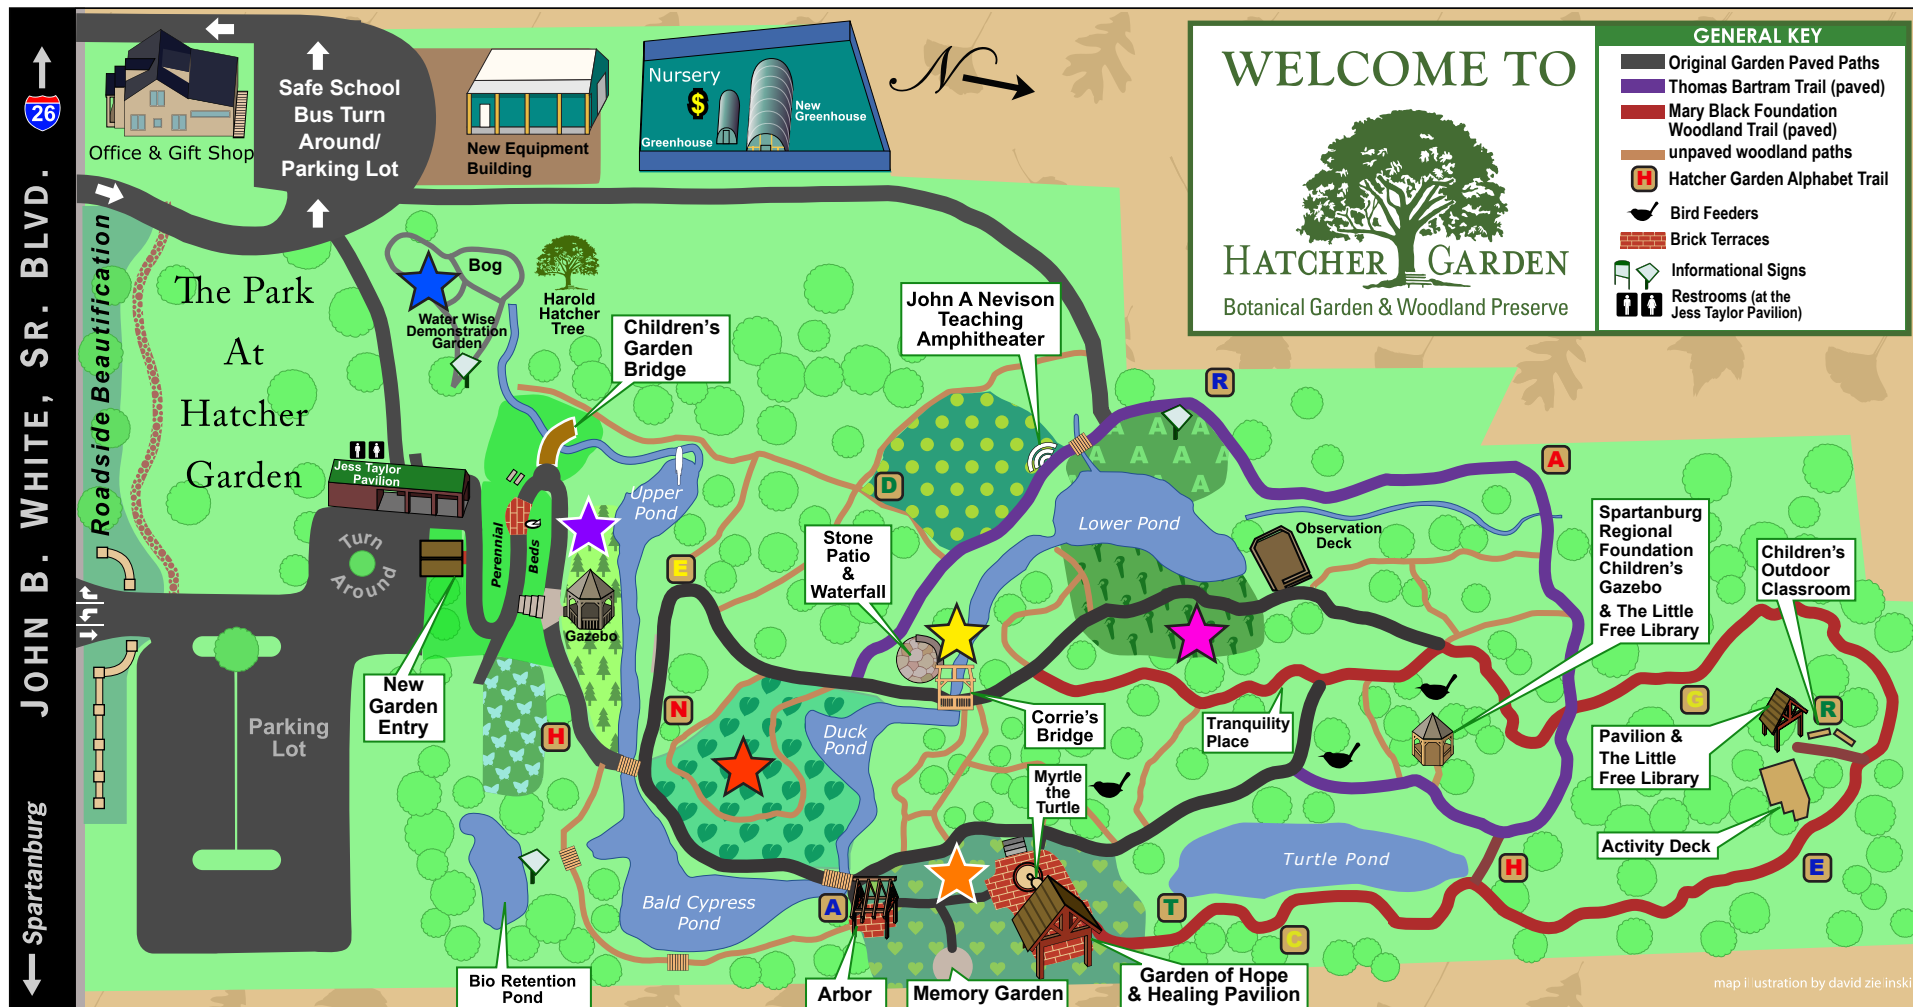 JOHN B. WHITE, SR. BLVD.
26
Spartanburg
Office & Gift Shop
Safe School
Bus Turn
Around/
Parking Lot
New Equipment
Building
Nursery
$
Greenhouse
New
Greenhouse
N
WELCOME TO
HATCHER GARDEN
Botanical Garden & Woodland Preserve
GENERAL KEY
Original Garden Paved Paths
Thomas Bartram Trail (paved)
Mary Black Foundation
Woodland Trail (paved)
unpaved woodland paths
H
Hatcher Garden Alphabet Trail
Bird Feeders
Brick Terraces
Informational Signs
Restrooms (at the
Jess Taylor Pavilion)
Roadside Beautification
The Park
At
Hatcher
Garden
Bog
Water Wise
Demonstration
Garden
Harold
Hatcher
Tree
Children's
Garden
Bridge
John A Nevison
Teaching
Amphitheater
Jess Taylor
Pavilion
Turn
Around
Perennial
Beds
Gazebo
Upper
Pond
Lower Pond
Stone
Patio
&
Waterfall
Observation
Deck
Spartanburg
Regional
Foundation
Children's
Gazebo
& The Little
Free Library
Children's
Outdoor
Classroom
New
Garden
Entry
Parking
Lot
Duck
Pond
Corrie's
Bridge
Tranquility
Place
Pavilion &
The Little
Free Library
Myrtle
the
Turtle
Activity Deck
Turtle Pond
Bald Cypress
Pond
Bio Retention
Pond
Arbor
Memory Garden
Garden of Hope
& Healing Pavilion
R
A
D
E
N
H
G
R
H
E
A
T
C
A A
A A A A
A
map illustration by david zielinski